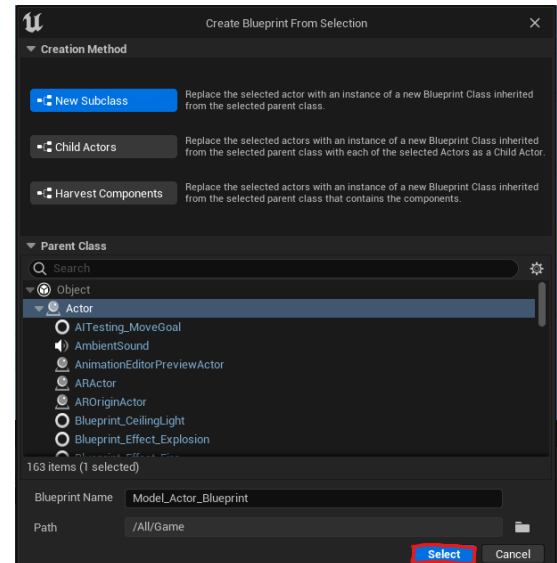 Create Blueprint From Selection
Creation Method
New Subclass
Replace the selected actor with an instance of a new Blueprint Class inherited
from the selected parent class.
Child Actors
Replace the selected actors with an instance of a new Blueprint Class inherited
from the selected parent class with each of the selected Actors as a Child Actor.
Harvest Components
Replace the selected actors with an instance of a new Blueprint Class inherited
from the selected parent class that contains the components.
Parent Class
Search
Object
Actor
AITesting_MoveGoal
AmbientSound
AnimationEditorPreviewActor
ARActor
AROriginActor
Blueprint_CeilingLight
Blueprint_Effect_Explosion
163 items (1 selected)
Blueprint Name Model_Actor_Blueprint
Path /All/Game
Select Cancel